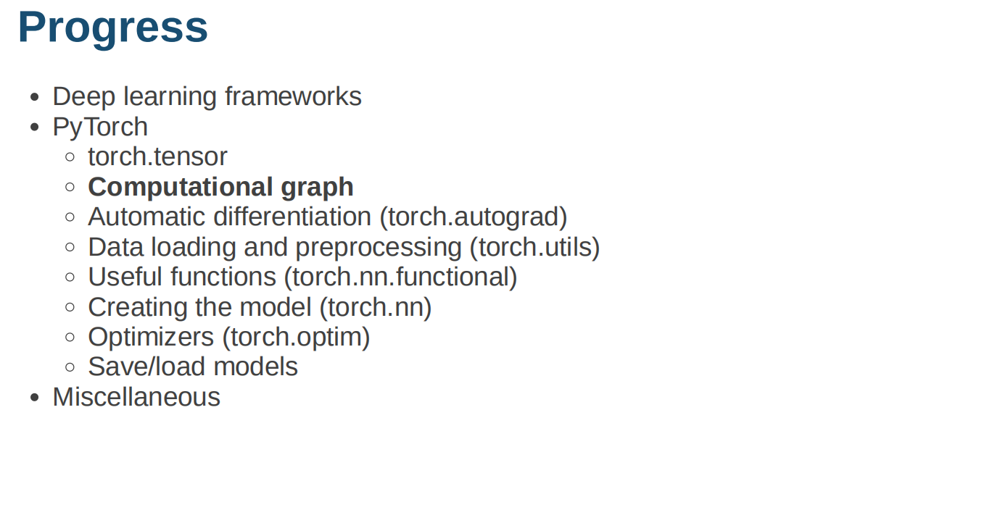 Progress
Deep learning frameworks
PyTorch
torch.tensor
Computational graph
Automatic differentiation (torch.autograd)
Data loading and preprocessing (torch.utils)
Useful functions (torch.nn.functional)
Creating the model (torch.nn)
Optimizers (torch.optim)
Save/load models
Miscellaneous